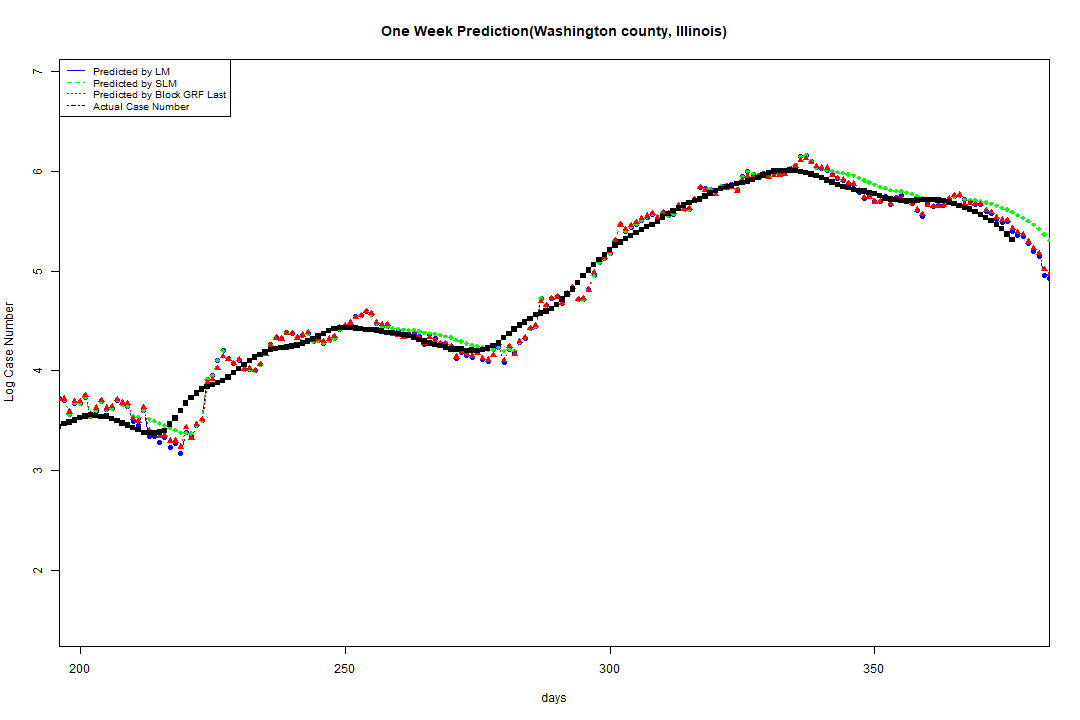 One Week Prediction(Washington county, Illinois)
Predicted by LM
Predicted by SLM
Predicted by Block GRF Last
Actual Case Number
7
6
5
4
3
2
Log Case Number
200 250 300 350
days